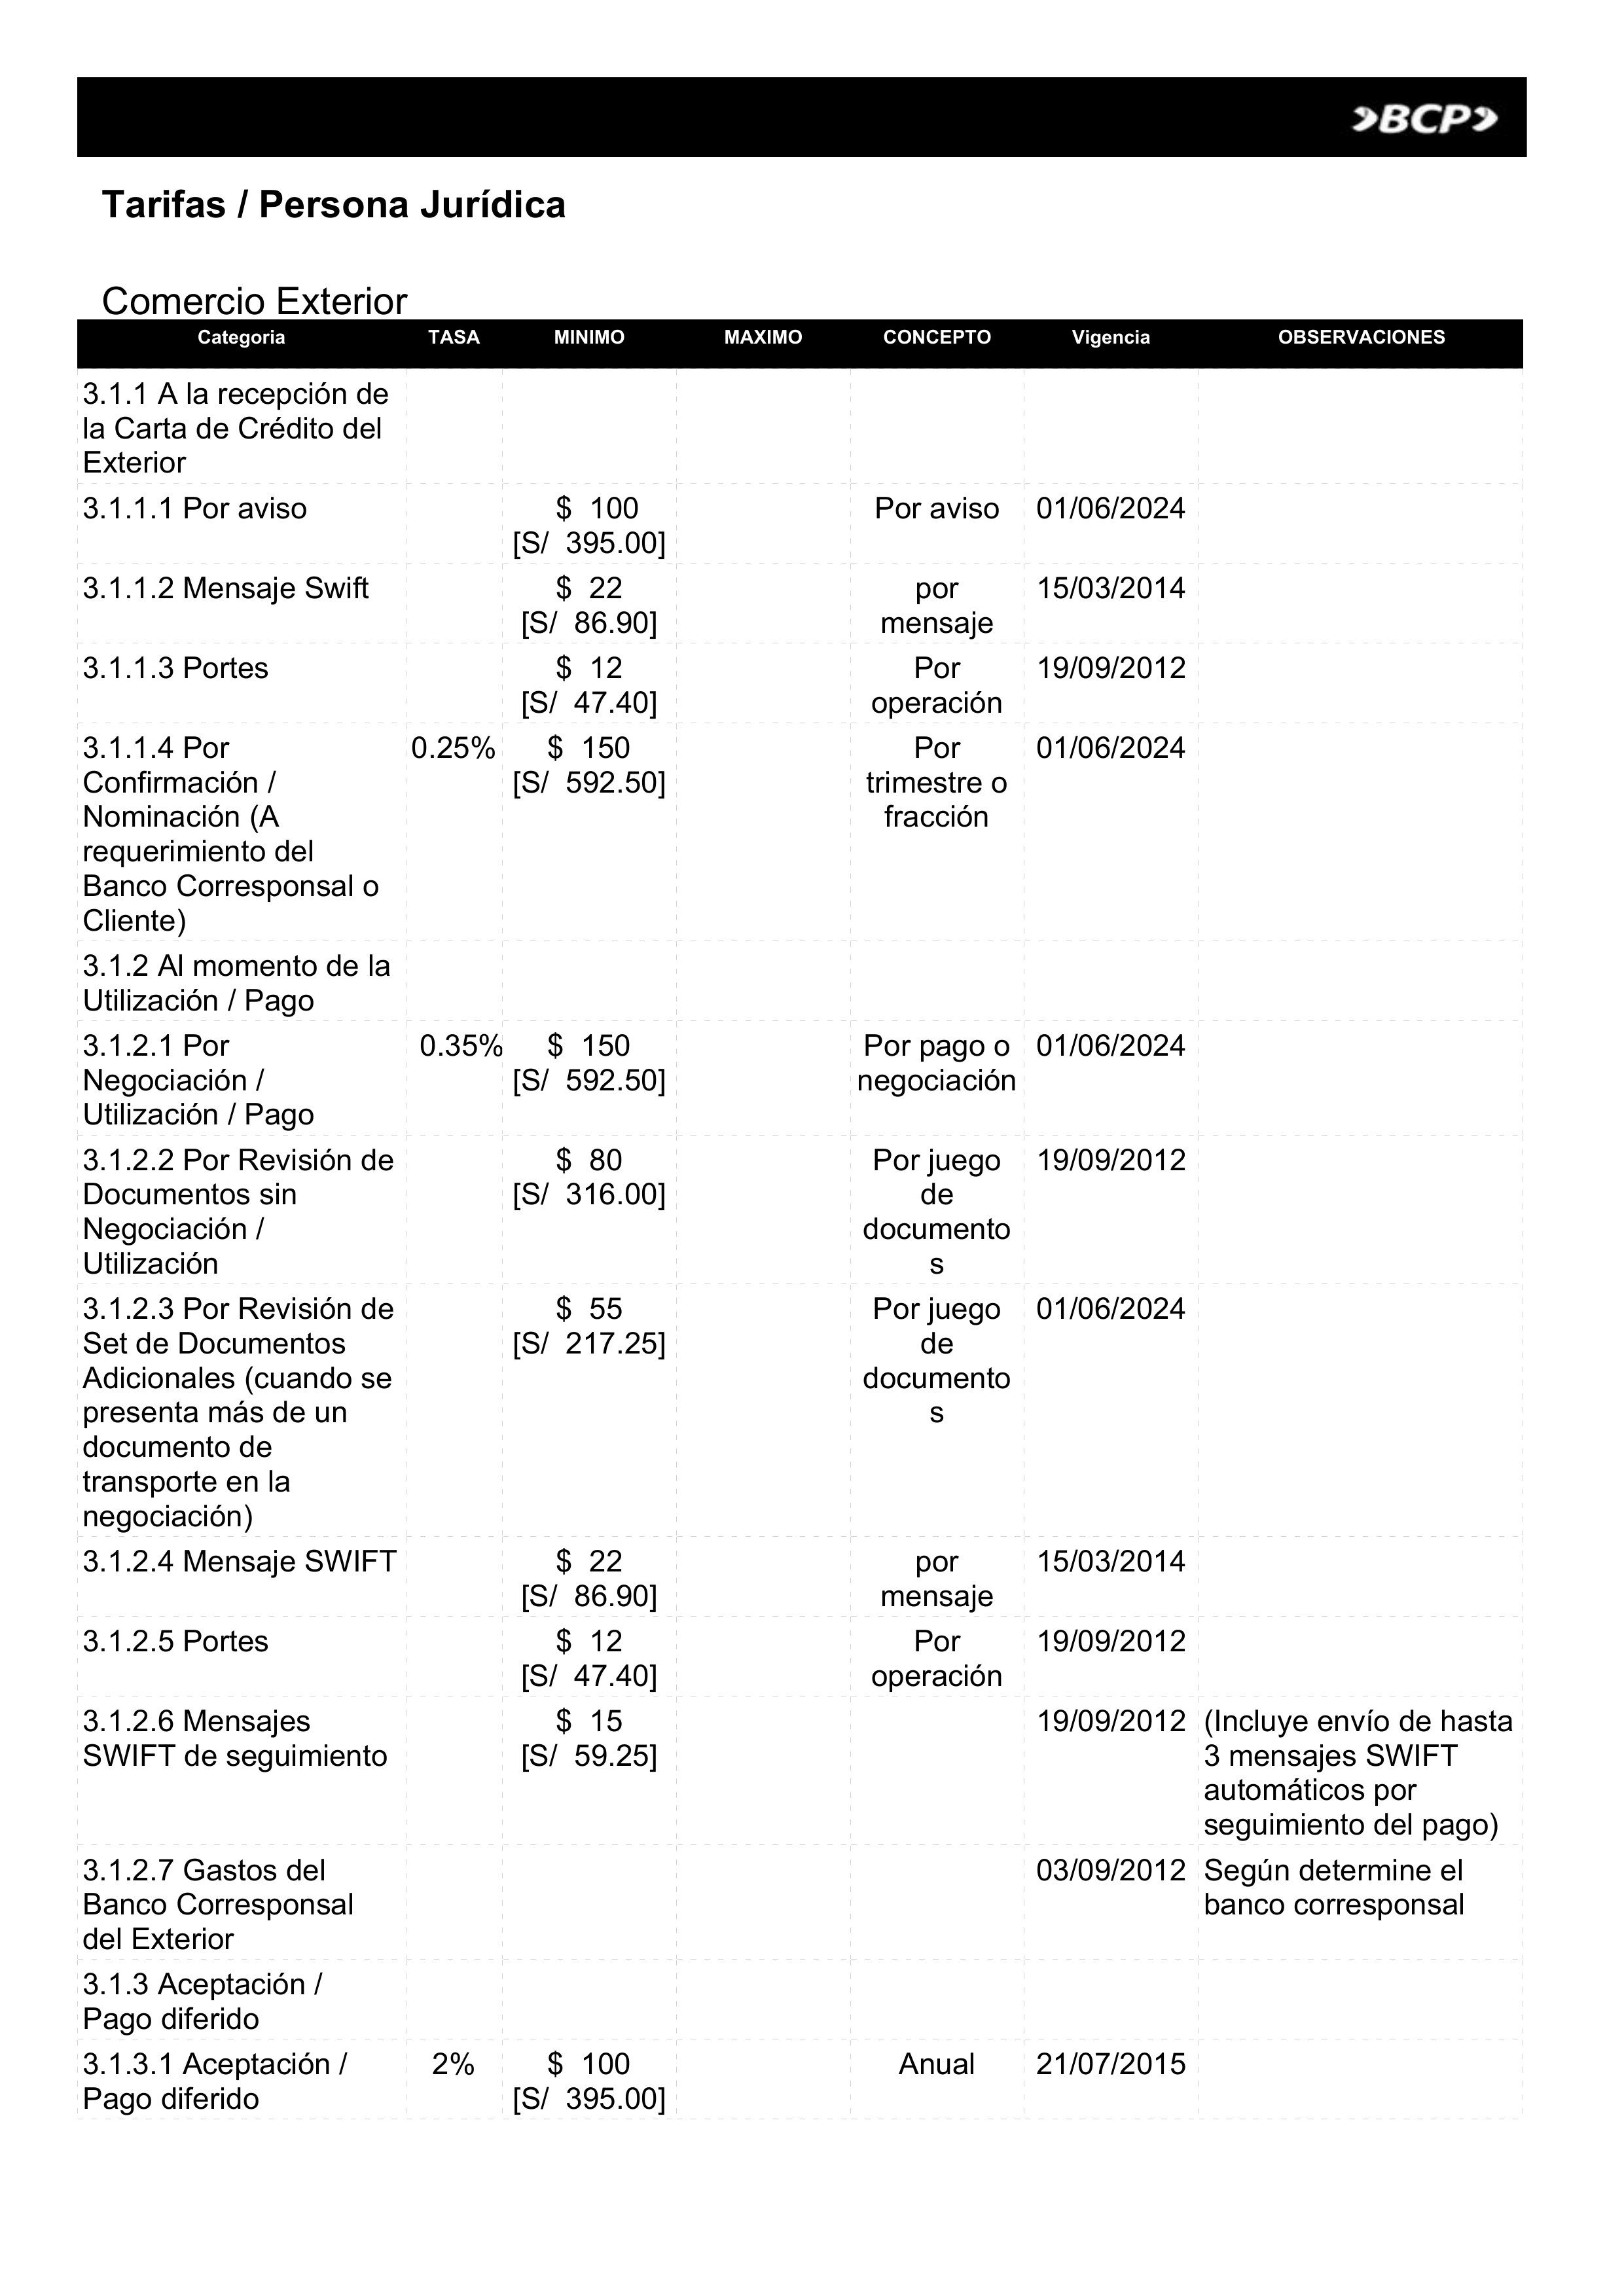 BCP
Tarifas / Persona Jurídica
Comercio Exterior
Categoria TASA MINIMO MAXIMO CONCEPTO Vigencia OBSERVACIONES
3.1.1 A la recepción de
la Carta de Crédito del
Exterior
3.1.1.1 Por aviso $ 100 Por aviso 01/06/2024
[S/ 395.00]
3.1.1.2 Mensaje Swift $ 22 por 15/03/2014
[S/ 86.90] mensaje
3.1.1.3 Portes $ 12 Por 19/09/2012
[S/ 47.40] operación
3.1.1.4 Por 0.25% $ 150 Por 01/06/2024
Confirmación / [S/ 592.50] trimestre o
Nominación (A fracción
requerimiento del
Banco Corresponsal o
Cliente)
3.1.2 Al momento de la
Utilización / Pago
3.1.2.1 Por 0.35% $ 150 Por pago o 01/06/2024
Negociación / [S/ 592.50] negociación
Utilización / Pago
3.1.2.2 Por Revisión de $ 80 Por juego 19/09/2012
Documentos sin [S/ 316.00] de
Negociación / documento
Utilización s
3.1.2.3 Por Revisión de $ 55 Por juego 01/06/2024
Set de Documentos [S/ 217.25] de
Adicionales (cuando se documento
presenta más de un s
documento de
transporte en la
negociación)
3.1.2.4 Mensaje SWIFT $ 22 por 15/03/2014
[S/ 86.90] mensaje
3.1.2.5 Portes $ 12 Por 19/09/2012
[S/ 47.40] operación
3.1.2.6 Mensajes $ 15 19/09/2012 (Incluye envío de hasta
SWIFT de seguimiento [S/ 59.25] 3 mensajes SWIFT
automáticos por
seguimiento del pago)
3.1.2.7 Gastos del 03/09/2012 Según determine el
Banco Corresponsal banco corresponsal
del Exterior
3.1.3 Aceptación /
Pago diferido
3.1.3.1 Aceptación / 2% $ 100 Anual 21/07/2015
Pago diferido [S/ 395.00]